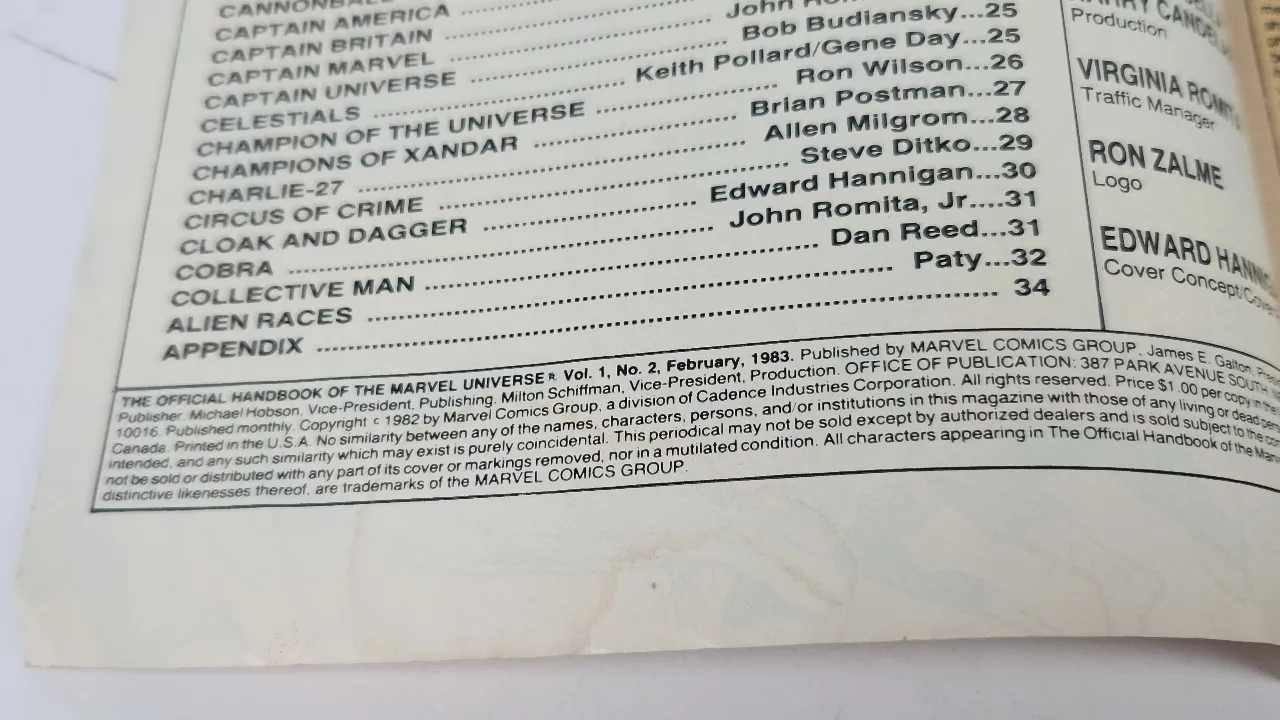 CAPTAIN AMERICA
CAPTAIN BRITAIN
CAPTAIN MARVEL ........ John
CAPTAIN UNIVERSE ........ Bob Budiansky...25
CELESTIALS ........ Keith Pollard/Gene Day...25
CHAMPION OF THE UNIVERSE ........ Ron Wilson...26
CHAMPIONS OF XANDAR ........ Brian Postman...27
CHARLIE-27 ........ Allen Milgrom...28
CIRCUS OF CRIME ........ Steve Ditko...29
CLOAK AND DAGGER ........ Edward Hannigan...30
COBRA ........ John Romita, Jr....31
COLLECTIVE MAN ........ Dan Reed...31
ALIEN RACES ........ Paty...32
APPENDIX ........ 34
Production
VIRGINIA ROMITA
Traffic Manager
RON ZALME
Logo
EDWARD
Cover Concept/Cover
THE OFFICIAL HANDBOOK OF THE MARVEL UNIVERSE® Vol. 1, No. 2, February, 1983. Published by MARVEL COMICS GROUP, James E. Galton,
Publisher. Michael Hobson, Vice-President, Publishing. Milton Schiffman, Vice-President, Production. OFFICE OF PUBLICATION: 387 PARK AVENUE SOUTH,
10016. Published monthly. Copyright © 1982 by Marvel Comics Group, a division of Cadence Industries Corporation. All rights reserved. Price $1.00 per copy in the
Canada. Printed in the U.S.A. No similarity between any of the names, characters, persons, and/or institutions in this magazine with those of any living or dead
intended, and any such similarity which may exist is purely coincidental. This periodical may not be sold except by authorized dealers and is sold subject to the
not be sold or distributed with any part of its cover or markings removed, nor in a mutilated condition. All characters appearing in The Official Handbook of the
distinctive likenesses thereof, are trademarks of the MARVEL COMICS GROUP.